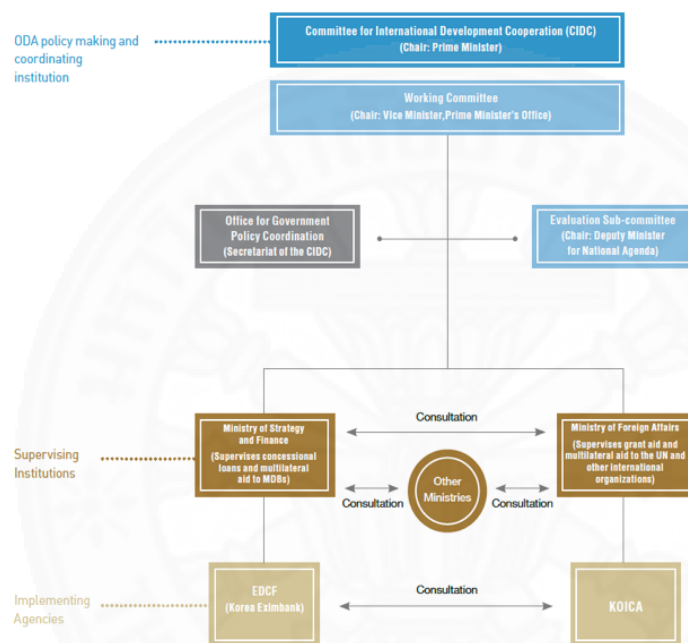 ODA policy making and
coordinating
institution
Committee for International Development Cooperation (CIDC)
(Chair: Prime Minister)
Working Committee
(Chair: Vice Minister,Prime Minister's Office)
Office for Government
Policy Coordination
(Secretariat of the CIDC)
Evaluation Sub-committee
(Chair: Deputy Minister
for National Agenda)
Supervising
Institutions
Ministry of Strategy
and Finance
(Supervises concessional
loans and multilateral
aid to MDBs)
Consultation
Ministry of Foreign Affairs
(Supervises grant aid and
multilateral aid to the UN and
other international
organizations)
Other
Ministries
Consultation
Consultation
Implementing
Agencies
EDCF
(Korea Eximbank)
Consultation
KOICA